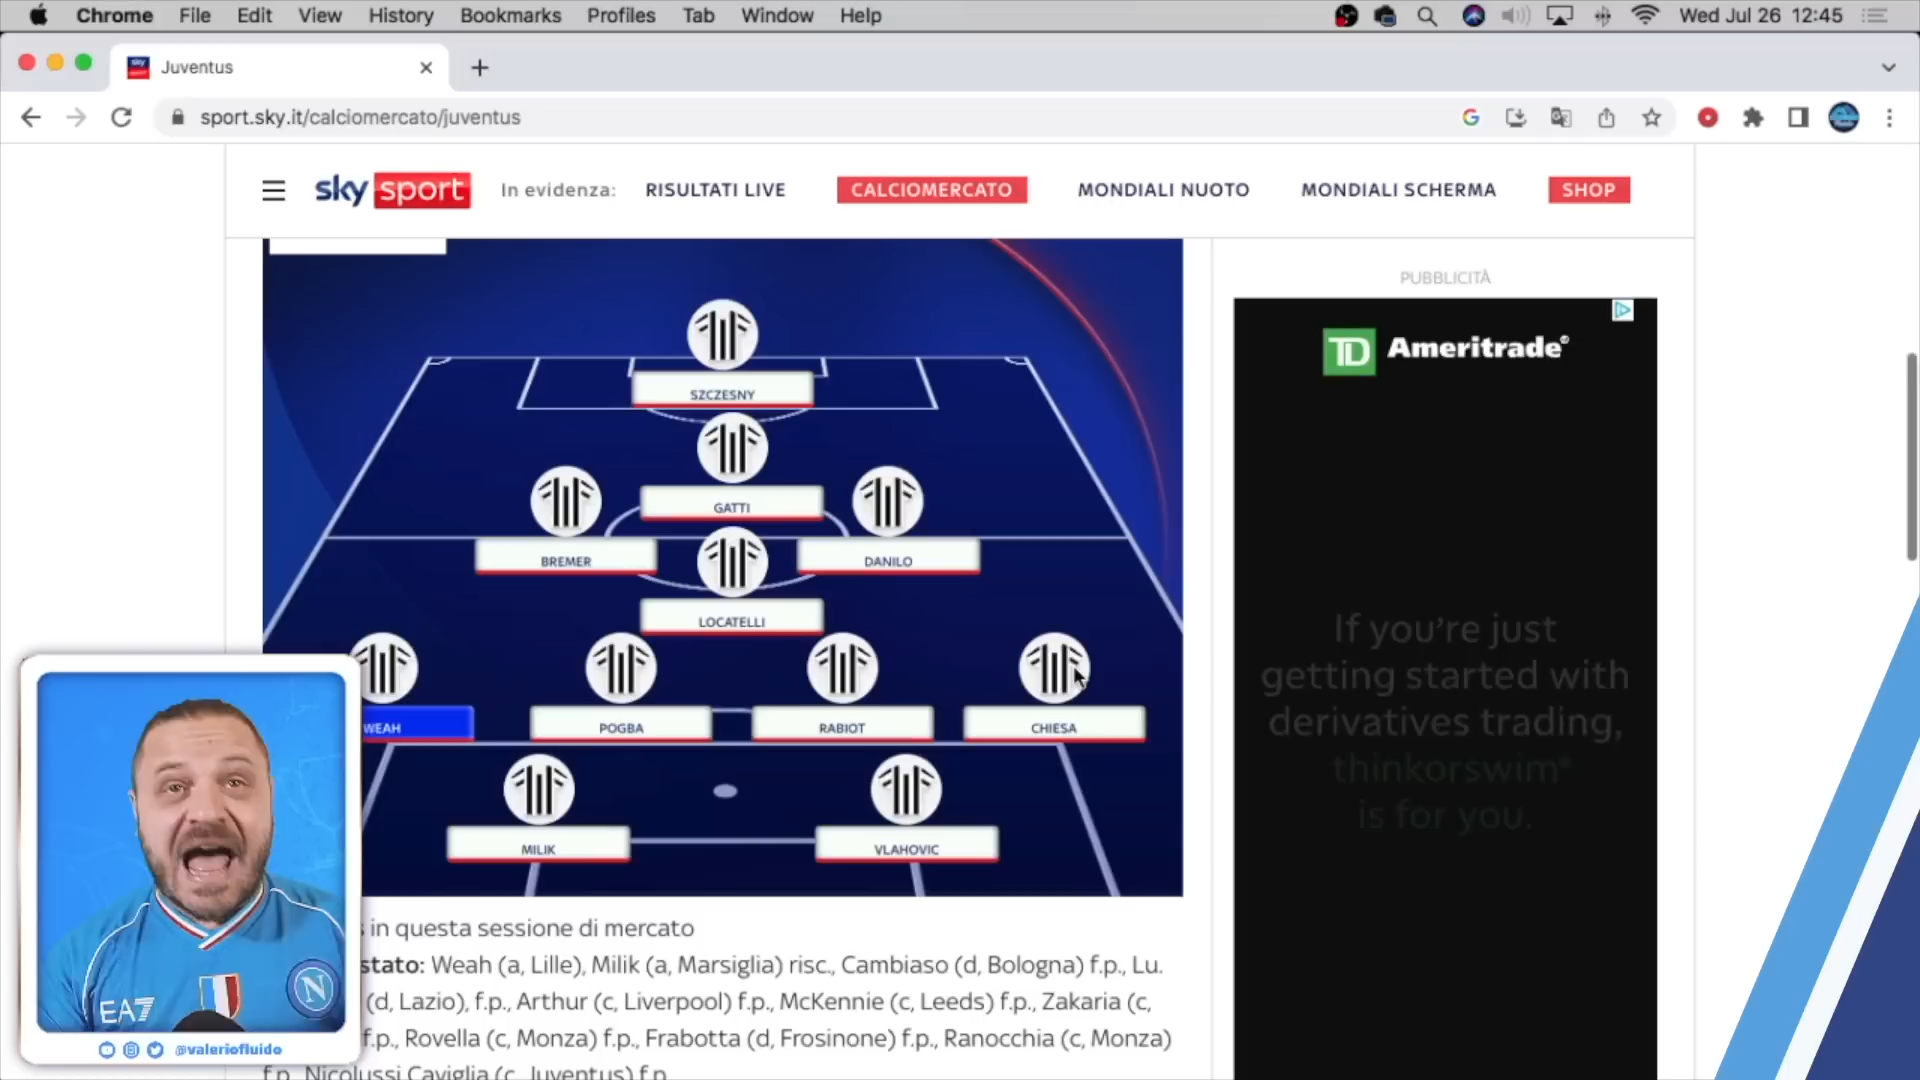 Chrome File Edit View History Bookmarks Profiles Tab Window Help Wed Jul 26 12:45
Juventus
sport.sky.it/calciomercato/juventus
sky sport In evidenza: RISULTATI LIVE CALCIOMERCATO MONDIALI NUOTO MONDIALI SCHERMA SHOP
PUBBLICITÀ
TD Ameritrade®
SZCZESNY
GATTI
BREMER
DANILO
LOCATELLI
WEAH
POGBA
RABIOT
CHIESA
MILIK
VLAHOVIC
If you're just
getting started with
derivatives trading,
thinkorswim®
is for you.
in questa sessione di mercato
stato: Weah (a, Lille), Milik (a, Marsiglia) risc., Cambiaso (d, Bologna) f.p., Lu.
(d, Lazio), f.p., Arthur (c, Liverpool) f.p., McKennie (c, Leeds) f.p., Zakaria (c,
f.p., Rovella (c, Monza) f.p., Frabotta (d, Frosinone) f.p., Ranocchia (c, Monza)
f.p., Nicolussi Caviglia (c, Juventus) f.p.
EA7
N
@valeriofluido